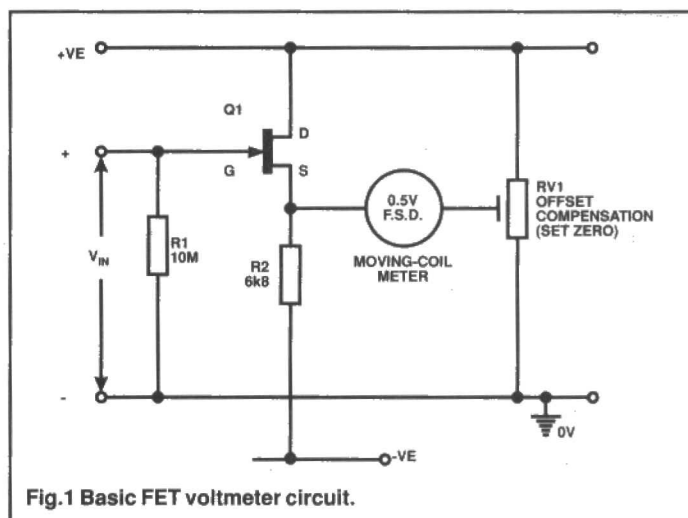 +VE
Q1
D
+
G
S
0.5V
F.S.D.
RV1
OFFSET
COMPENSATION
(SET ZERO)
R1
10M
VIN
R2
6k8
MOVING-COIL
METER
-
0V
-VE
Fig.1 Basic FET voltmeter circuit.